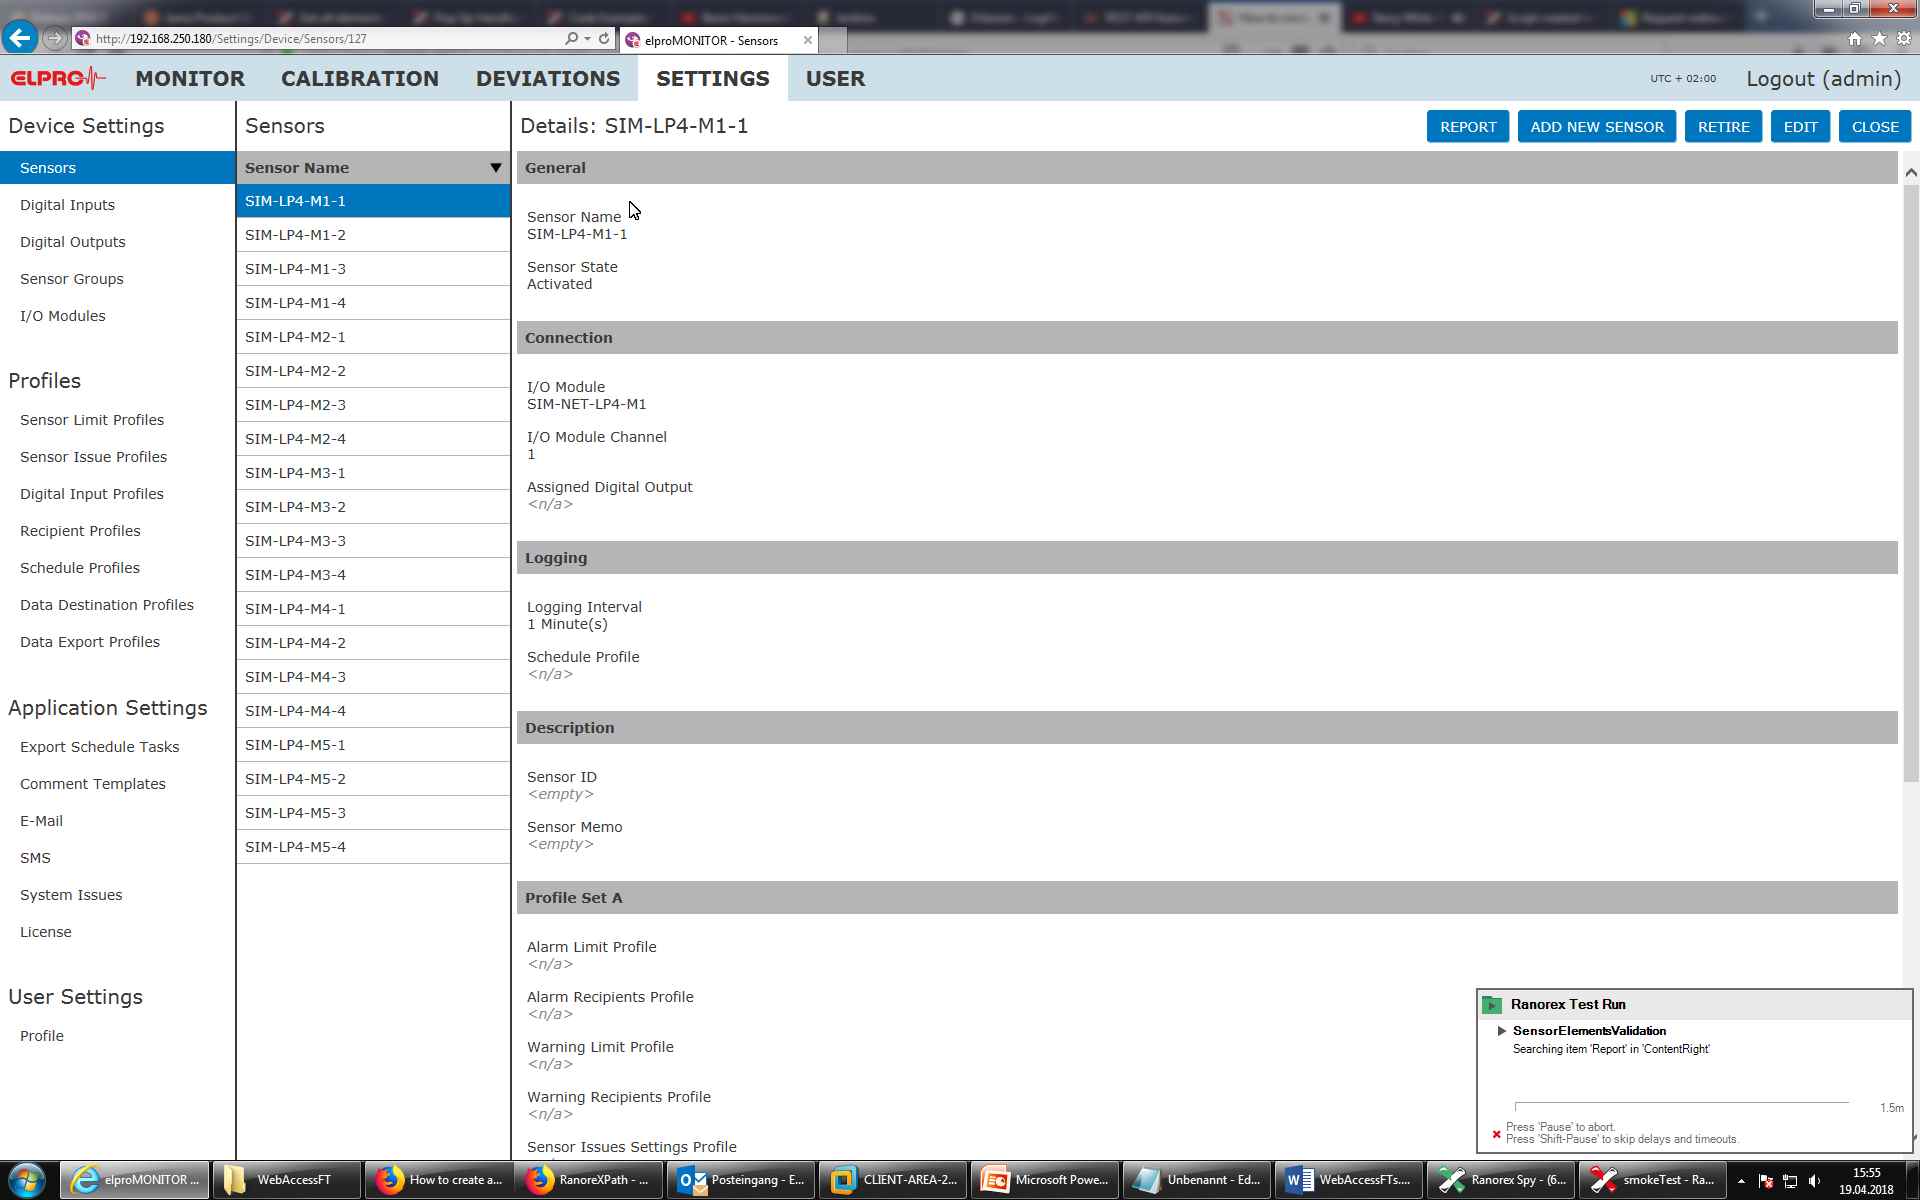 http://192.168.250.180/Settings/Device/Sensors/127
elproMONITOR - Sensors
ELPRO
MONITOR
CALIBRATION
DEVIATIONS
SETTINGS
USER
UTC + 02:00
Logout (admin)
Device Settings
Sensors
Digital Inputs
Digital Outputs
Sensor Groups
I/O Modules
Profiles
Sensor Limit Profiles
Sensor Issue Profiles
Digital Input Profiles
Recipient Profiles
Schedule Profiles
Data Destination Profiles
Data Export Profiles
Application Settings
Export Schedule Tasks
Comment Templates
E-Mail
SMS
System Issues
License
User Settings
Profile
Sensors
Sensor Name
SIM-LP4-M1-1
SIM-LP4-M1-2
SIM-LP4-M1-3
SIM-LP4-M1-4
SIM-LP4-M2-1
SIM-LP4-M2-2
SIM-LP4-M2-3
SIM-LP4-M2-4
SIM-LP4-M3-1
SIM-LP4-M3-2
SIM-LP4-M3-3
SIM-LP4-M3-4
SIM-LP4-M4-1
SIM-LP4-M4-2
SIM-LP4-M4-3
SIM-LP4-M4-4
SIM-LP4-M5-1
SIM-LP4-M5-2
SIM-LP4-M5-3
SIM-LP4-M5-4
Details: SIM-LP4-M1-1
REPORT
ADD NEW SENSOR
RETIRE
EDIT
CLOSE
General
Sensor Name
SIM-LP4-M1-1
Sensor State
Activated
Connection
I/O Module
SIM-NET-LP4-M1
I/O Module Channel
1
Assigned Digital Output
<n/a>
Logging
Logging Interval
1 Minute(s)
Schedule Profile
<n/a>
Description
Sensor ID
<empty>
Sensor Memo
<empty>
Profile Set A
Alarm Limit Profile
<n/a>
Alarm Recipients Profile
<n/a>
Warning Limit Profile
<n/a>
Warning Recipients Profile
<n/a>
Sensor Issues Settings Profile
Ranorex Test Run
SensorElementsValidation
Searching item 'Report' in 'ContentRight'
1.5m
Press 'Pause' to abort.
Press 'Shift-Pause' to skip delays and timeouts.
elproMONITOR ...
WebAccessFT
How to create a...
RanoreXPath - ...
Posteingang - E...
CLIENT-AREA-2...
Microsoft Powe...
Unbenannt - Ed...
WebAccessFTs....
Ranorex Spy - (6...
smokeTest - Ra...
15:55
19.04.2018